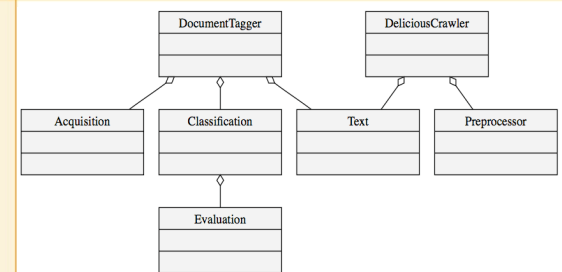 DocumentTagger
DeliciousCrawler
Acquisition
Classification
Text
Preprocessor
Evaluation